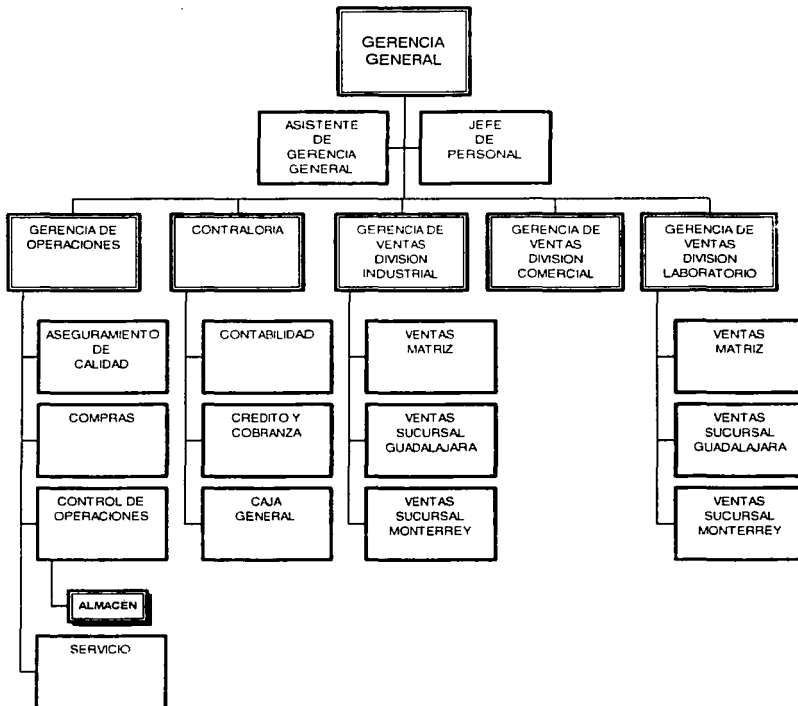 GERENCIA
GENERAL
ASISTENTE
DE
GERENCIA
GENERAL
JEFE
DE
PERSONAL
GERENCIA DE
OPERACIONES
CONTRALORIA
GERENCIA DE
VENTAS
DIVISION
INDUSTRIAL
GERENCIA DE
VENTAS
DIVISION
COMERCIAL
GERENCIA DE
VENTAS
DIVISION
LABORATORIO
ASEGURAMIENTO
DE
CALIDAD
CONTABILIDAD
VENTAS
MATRIZ
VENTAS
MATRIZ
COMPRAS
CREDITO Y
COBRANZA
VENTAS
SUCURSAL
GUADALAJARA
VENTAS
SUCURSAL
GUADALAJARA
CONTROL DE
OPERACIONES
CAJA
GENERAL
VENTAS
SUCURSAL
MONTERREY
VENTAS
SUCURSAL
MONTERREY
ALMACÉN
SERVICIO